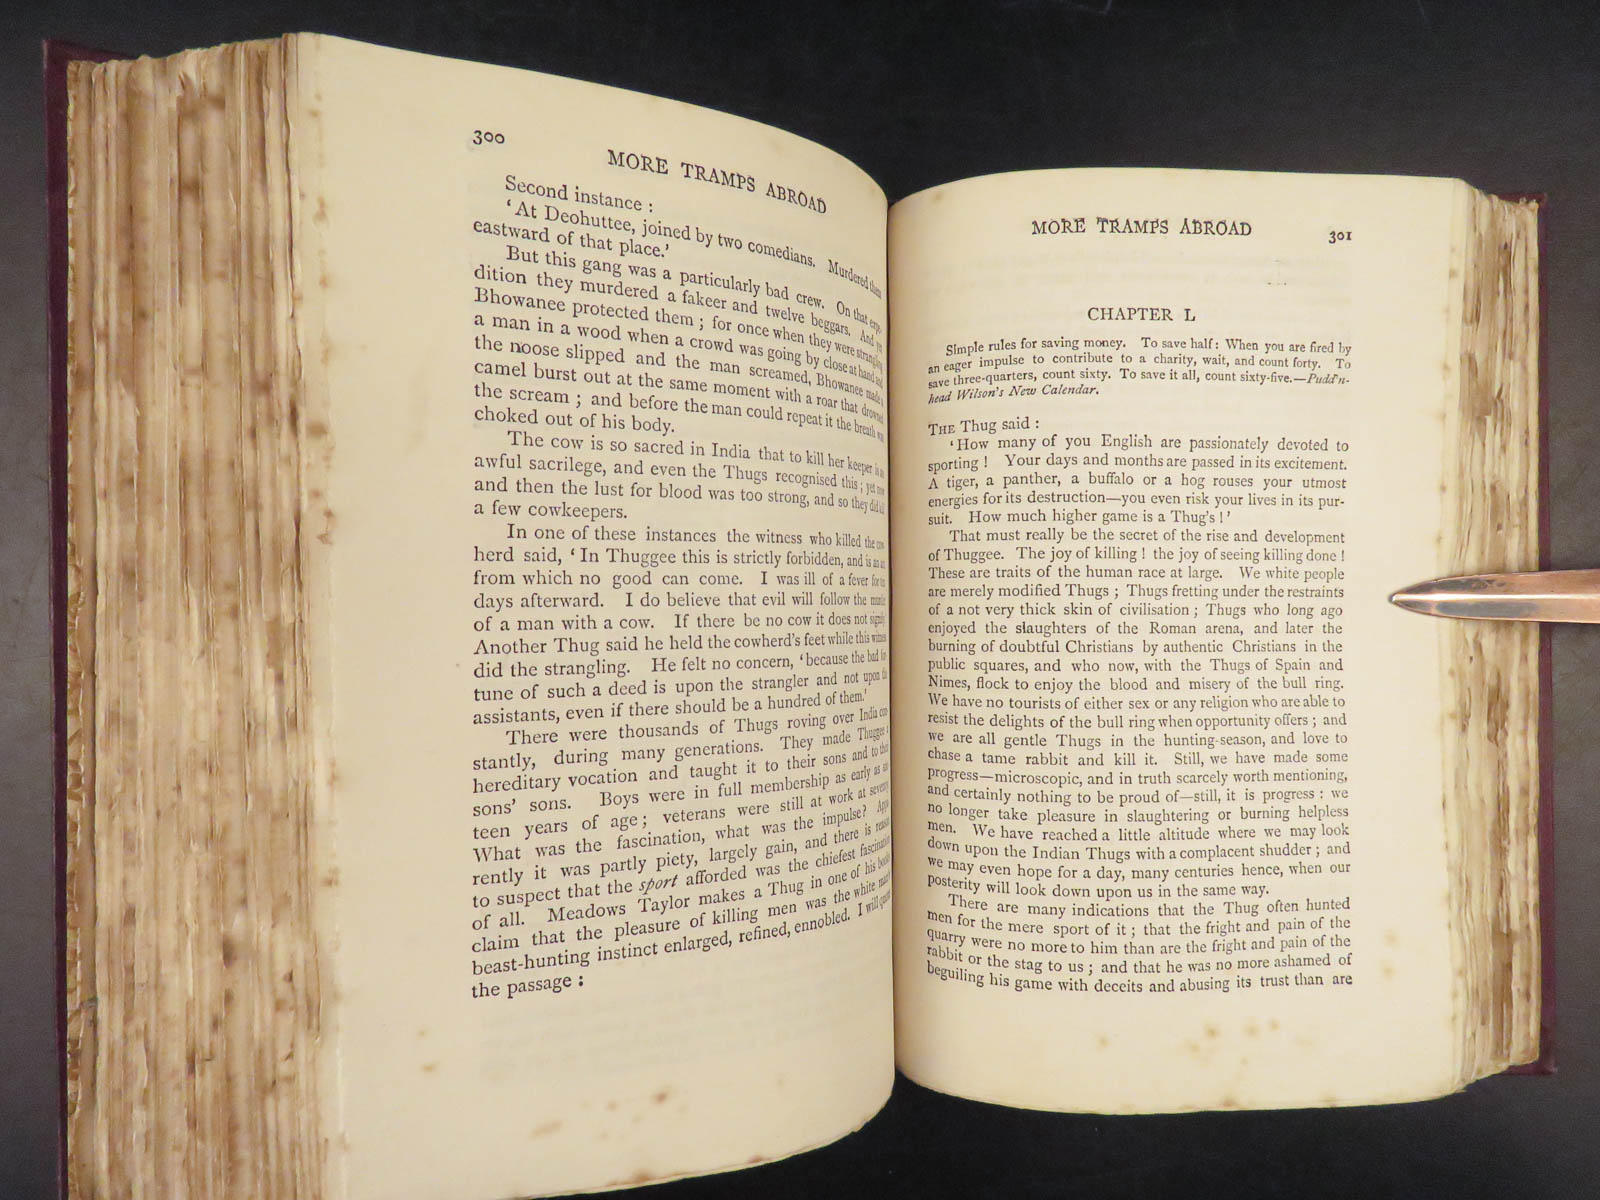 300
MORE TRAMPS ABROAD
Second instance :
‘At Deohuttee, joined by two comedians. Murdered them
eastward of that place.’
But this gang was a particularly bad crew. On that expe-
dition they murdered a fakeer and twelve beggars. And yet
Bhowanee protected them ; for once when they were strangling
a man in a wood when a crowd was going by close at hand and
the noose slipped and the man screamed, Bhowanee made a
camel burst out at the same moment with a roar that drowned
the scream ; and before the man could repeat it the breath was
choked out of his body.
The cow is so sacred in India that to kill her keeper is an
awful sacrilege, and even the Thugs recognised this ; yet now
and then the lust for blood was too strong, and so they did kill
a few cowkeepers.
In one of these instances the witness who killed the cow-
herd said, ‘In Thuggee this is strictly forbidden, and is an act
from which no good can come. I was ill of a fever for ten
days afterward. I do believe that evil will follow the murder
of a man with a cow. If there be no cow it does not signify.’
Another Thug said he held the cowherd's feet while this witness
did the strangling. He felt no concern, ‘because the bad for-
tune of such a deed is upon the strangler and not upon the
assistants, even if there should be a hundred of them.’
There were thousands of Thugs roving over India con-
stantly, during many generations. They made Thuggee a
hereditary vocation and taught it to their sons and to their
sons' sons. Boys were in full membership as early as six-
teen years of age ; veterans were still at work at seventy.
What was the fascination, what was the impulse? Appa-
rently it was partly piety, largely gain, and there is reason
to suspect that the sport afforded was the chiefest fascination
of all. Meadows Taylor makes a Thug in one of his books
claim that the pleasure of killing men was the white man's
beast-hunting instinct enlarged, refined, ennobled. I will quote
the passage :
MORE TRAMPS ABROAD
301
CHAPTER L
Simple rules for saving money. To save half : When you are fired by
an eager impulse to contribute to a charity, wait, and count forty. To
save three-quarters, count sixty. To save it all, count sixty-five.—Pudd'n-
head Wilson's New Calendar.
THE Thug said :
‘How many of you English are passionately devoted to
sporting ! Your days and months are passed in its excitement.
A tiger, a panther, a buffalo or a hog rouses your utmost
energies for its destruction—you even risk your lives in its pur-
suit. How much higher game is a Thug's !’
That must really be the secret of the rise and development
of Thuggee. The joy of killing ! the joy of seeing killing done !
These are traits of the human race at large. We white people
are merely modified Thugs ; Thugs fretting under the restraints
of a not very thick skin of civilisation ; Thugs who long ago
enjoyed the slaughters of the Roman arena, and later the
burning of doubtful Christians by authentic Christians in the
public squares, and who now, with the Thugs of Spain and
Nimes, flock to enjoy the blood and misery of the bull ring.
We have no tourists of either sex or any religion who are able to
resist the delights of the bull ring when opportunity offers ; and
we are all gentle Thugs in the hunting-season, and love to
chase a tame rabbit and kill it. Still, we have made some
progress—microscopic, and in truth scarcely worth mentioning,
and certainly nothing to be proud of—still, it is progress : we
no longer take pleasure in slaughtering or burning helpless
men. We have reached a little altitude where we may look
down upon the Indian Thugs with a complacent shudder ; and
we may even hope for a day, many centuries hence, when our
posterity will look down upon us in the same way.
There are many indications that the Thug often hunted
men for the mere sport of it ; that the fright and pain of the
quarry were no more to him than are the fright and pain of the
rabbit or the stag to us ; and that he was no more ashamed of
beguiling his game with deceits and abusing its trust than are